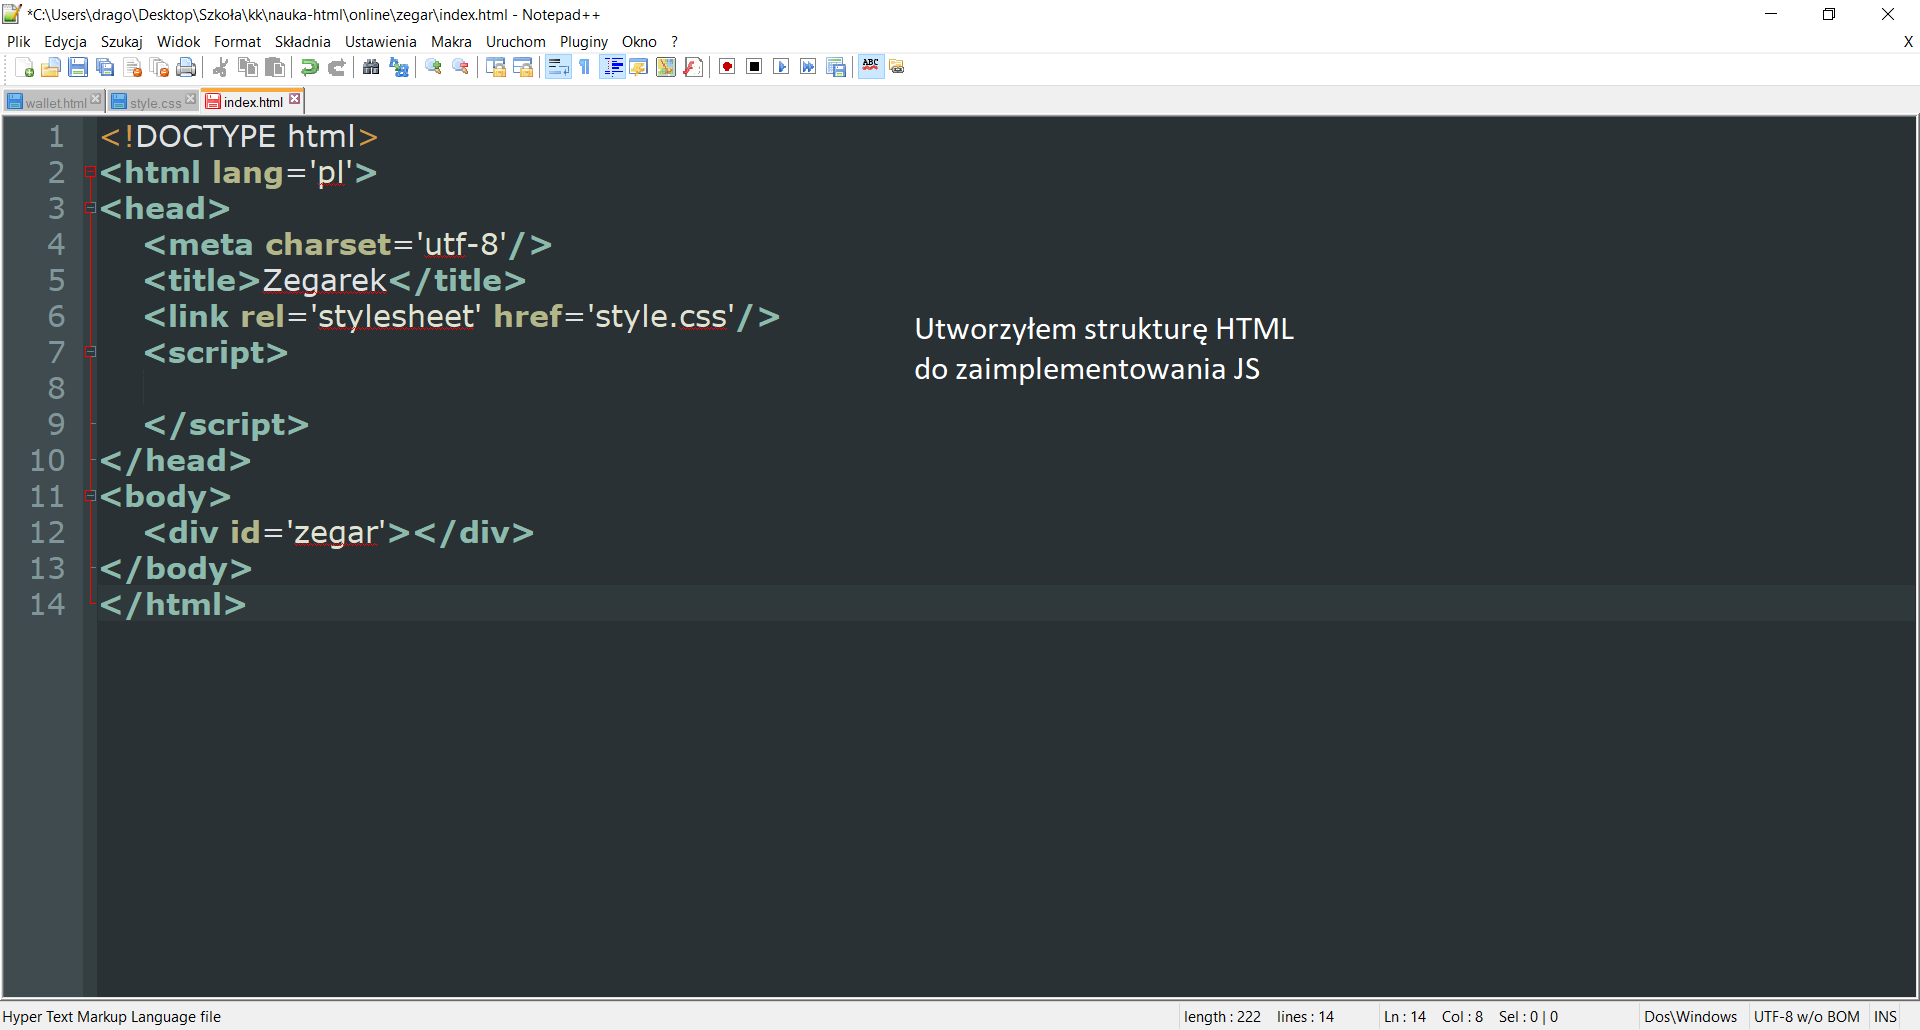 *C:\Users\drago\Desktop\Szkoła\kk\nauka-html\online\zegar\index.html - Notepad++
Plik Edycja Szukaj Widok Format Składnia Ustawienia Makra Uruchom Pluginy Okno ? X
ABC
wallet.html style.css index.html
1 <!DOCTYPE html>
2 <html lang='pl'>
3 <head>
4 <meta charset='utf-8'/>
5 <title>Zegarek</title>
6 <link rel='stylesheet' href='style.css'/>
7 <script>
8
9 </script>
10 </head>
11 <body>
12 <div id='zegar'></div>
13 </body>
14 </html>
Utworzyłem strukturę HTML
do zaimplementowania JS
Hyper Text Markup Language file length : 222 lines : 14 Ln : 14 Col : 8 Sel : 0 | 0 Dos\Windows UTF-8 w/o BOM INS